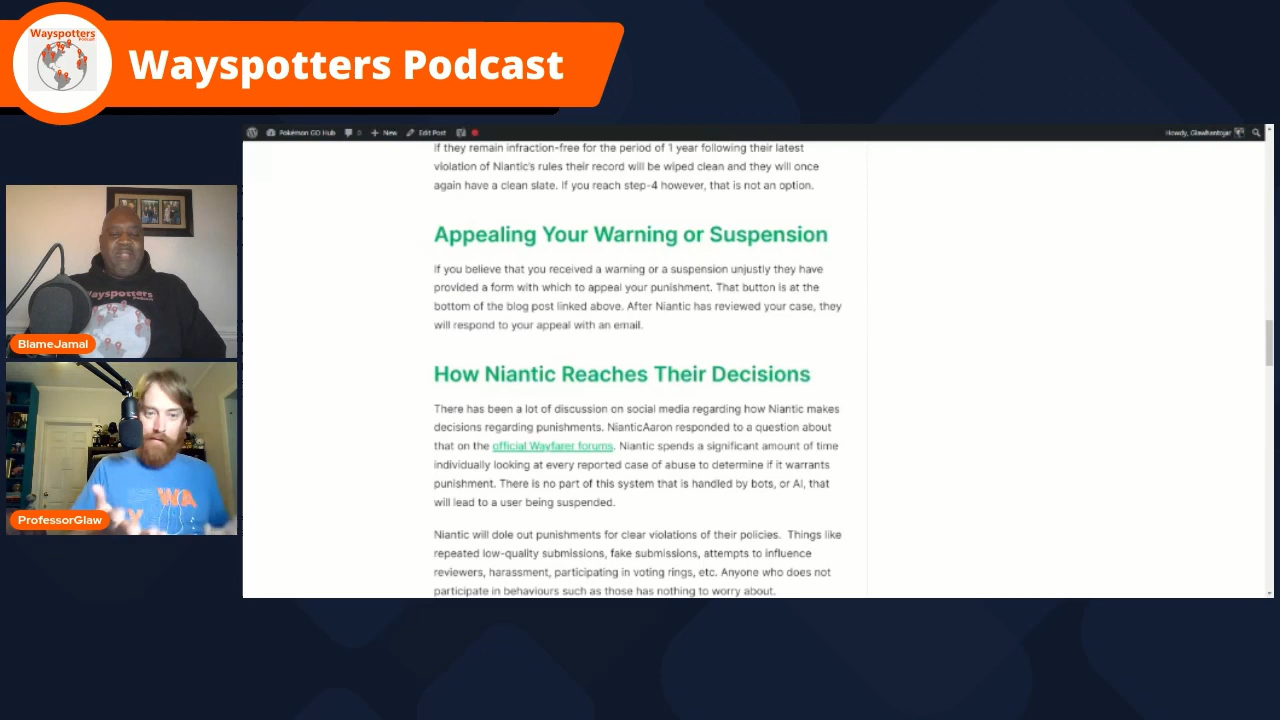 Wayspotters
Podcast
Wayspotters Podcast
Pokémon GO Hub 0 New Edit Post
Howdy, Glawhantojar
If they remain infraction-free for the period of 1 year following their latest
violation of Niantic's rules their record will be wiped clean and they will once
again have a clean slate. If you reach step-4 however, that is not an option.
Appealing Your Warning or Suspension
If you believe that you received a warning or a suspension unjustly they have
provided a form with which to appeal your punishment. That button is at the
bottom of the blog post linked above. After Niantic has reviewed your case, they
will respond to your appeal with an email.
How Niantic Reaches Their Decisions
There has been a lot of discussion on social media regarding how Niantic makes
decisions regarding punishments. NianticAaron responded to a question about
that on the official Wayfarer forums. Niantic spends a significant amount of time
individually looking at every reported case of abuse to determine if it warrants
punishment. There is no part of this system that is handled by bots, or AI, that
will lead to a user being suspended.
Niantic will dole out punishments for clear violations of their policies. Things like
repeated low-quality submissions, fake submissions, attempts to influence
reviewers, harassment, participating in voting rings, etc. Anyone who does not
participate in behaviours such as those has nothing to worry about.
Wayspotters
Podcast
BlameJamal
WA
ProfessorGlaw